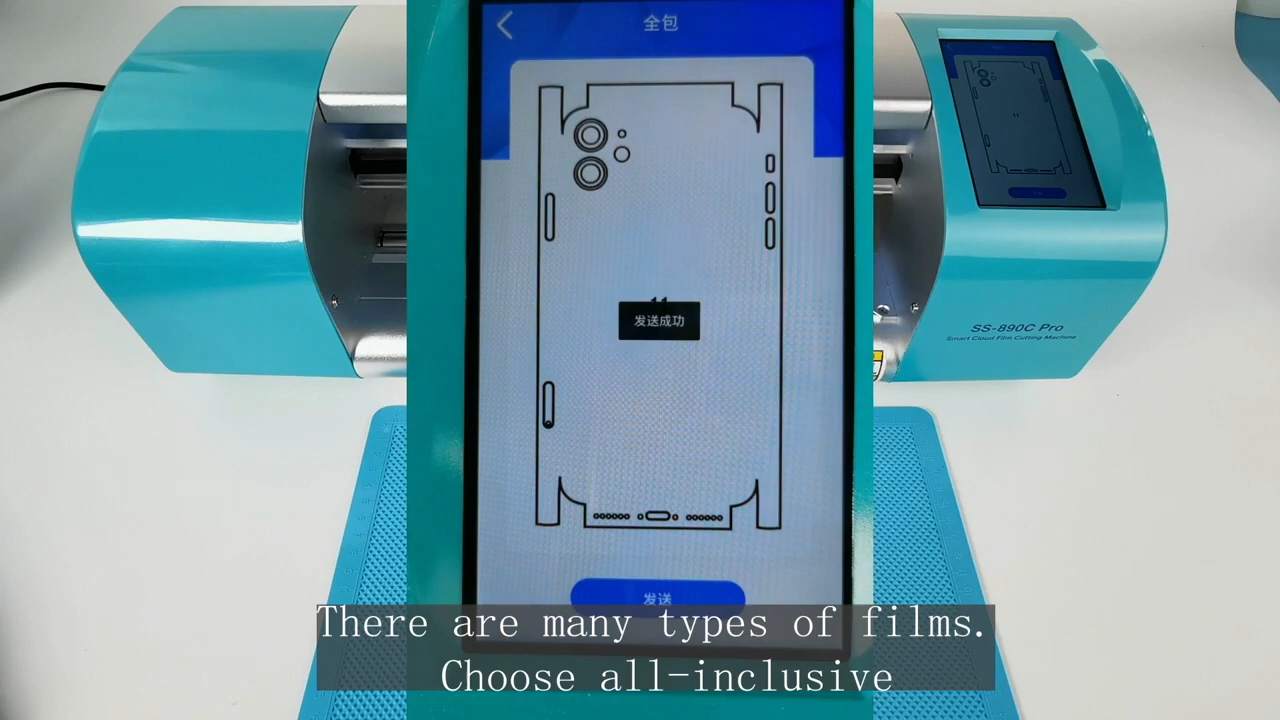 全包
发送成功
发送
SS-890C Pro
Smart Cloud Film Cutting Machine
There are many types of films.
Choose all-inclusive